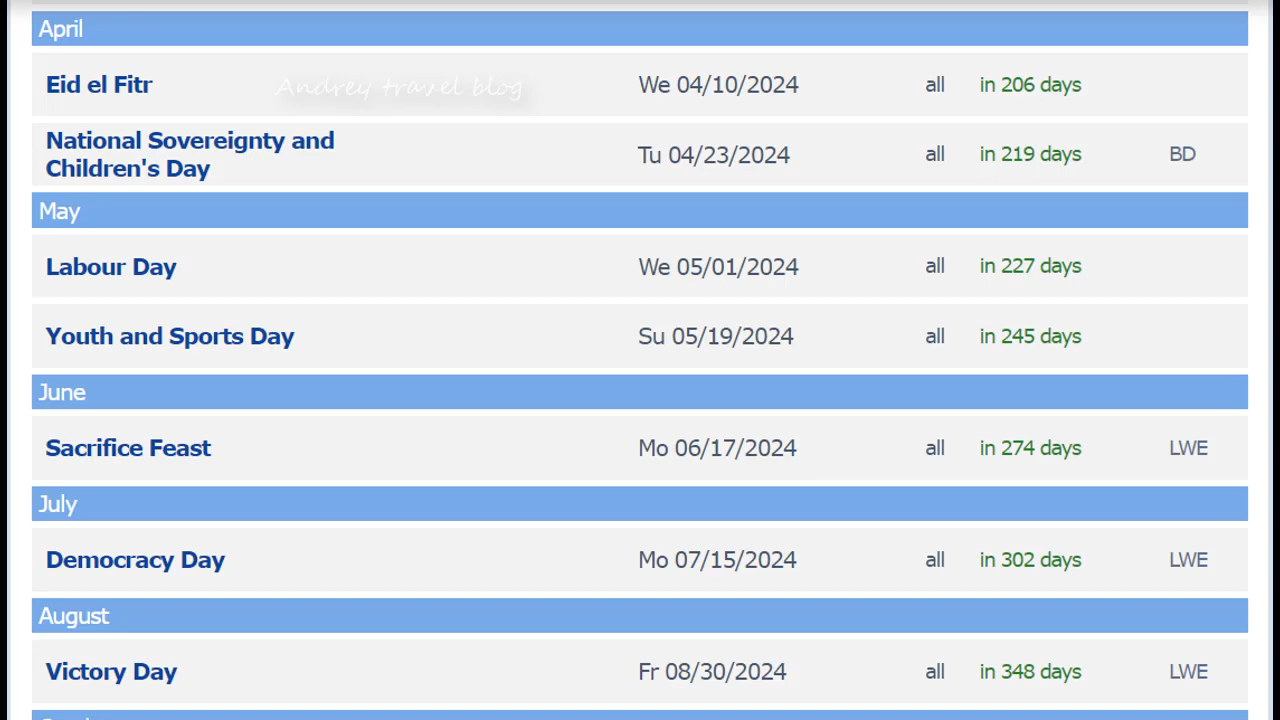 April
Eid el Fitr We 04/10/2024 all in 206 days
Andrey travel blog
National Sovereignty and
Children's Day Tu 04/23/2024 all in 219 days BD
May
Labour Day We 05/01/2024 all in 227 days
Youth and Sports Day Su 05/19/2024 all in 245 days
June
Sacrifice Feast Mo 06/17/2024 all in 274 days LWE
July
Democracy Day Mo 07/15/2024 all in 302 days LWE
August
Victory Day Fr 08/30/2024 all in 348 days LWE